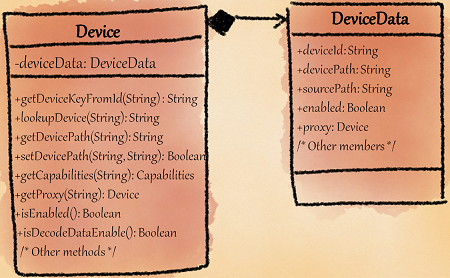 Device
-deviceData: DeviceData
+getDeviceKeyFromId(String): String
+lookupDevice(String): String
+getDevicePath(String): String
+setDevicePath(String, String): Boolean
+getCapabilities(String): Capabilities
+getProxy(String): Device
+isEnabled(): Boolean
+isDecodeDataEnable(): Boolean
/* Other methods */
DeviceData
+deviceId: String
+devicePath: String
+sourcePath: String
+enabled: Boolean
+proxy: Device
/* Other members */